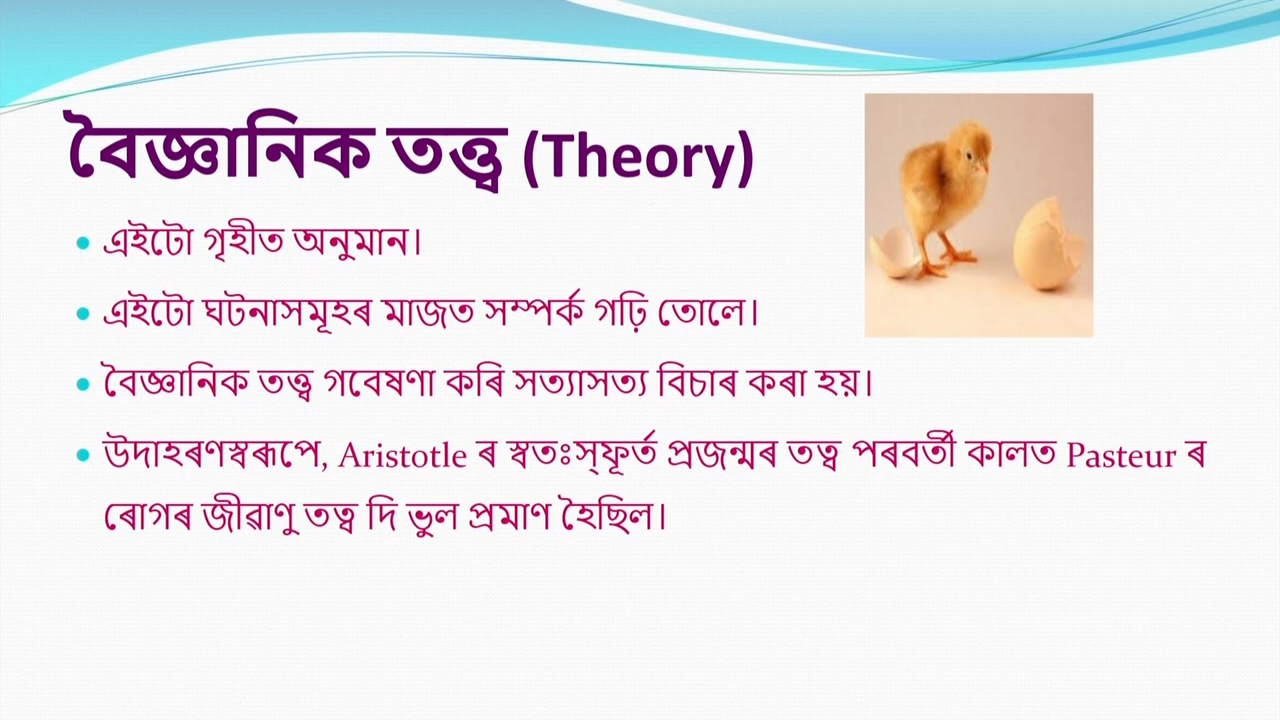 বৈজ্ঞানিক তত্ত্ব (Theory)
• এইটো গৃহীত অনুমান।
• এইটো ঘটনাসমূহৰ মাজত সম্পৰ্ক গঢ়ি তোলে।
• বৈজ্ঞানিক তত্ত্ব গবেষণা কৰি সত্যাসত্য বিচাৰ কৰা হয়।
• উদাহৰণস্বৰূপে, Aristotle ৰ স্বতঃস্ফূৰ্ত প্ৰজন্মৰ তত্ব পৰবৰ্তী কালত Pasteur ৰ
ৰোগৰ জীৱাণু তত্ব দি ভুল প্ৰমাণ হৈছিল।